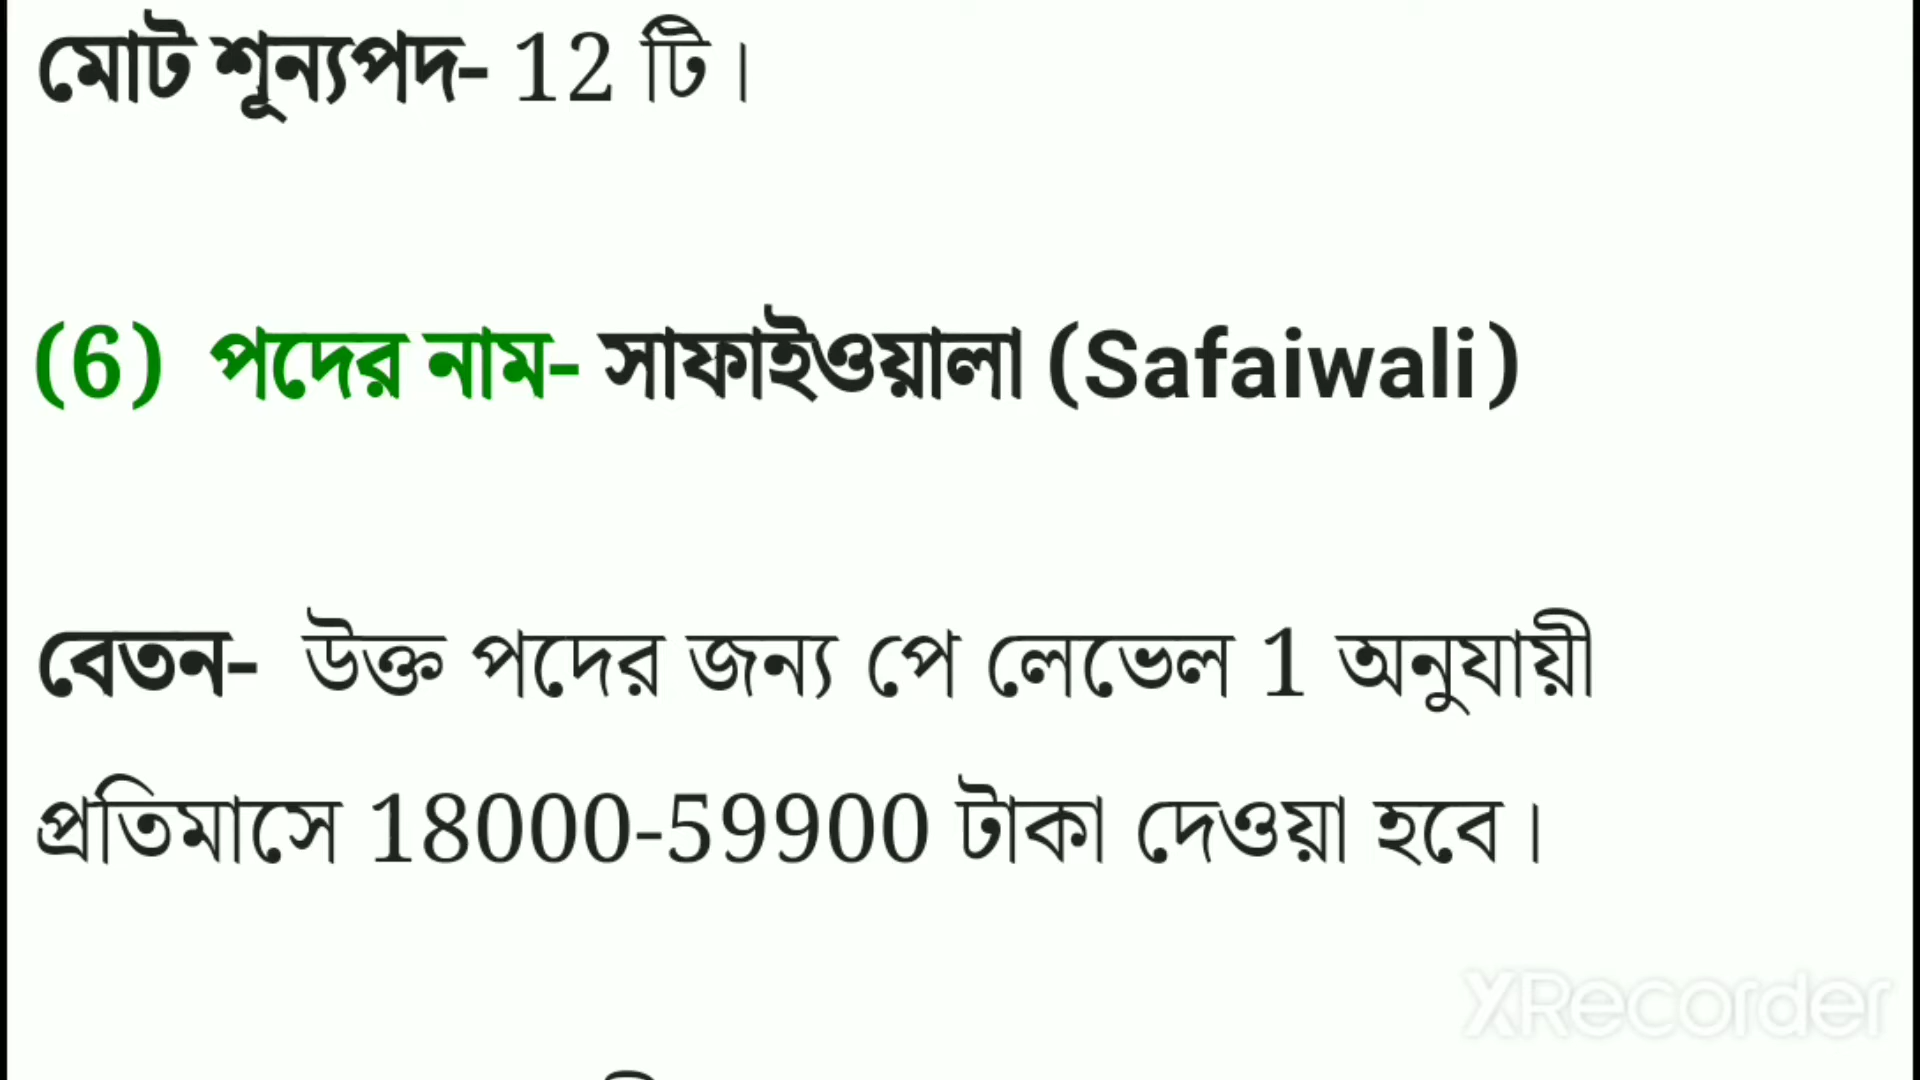 মোট শূন্যপদ- 12 টি।
(6) পদের নাম- সাফাইওয়ালা (Safaiwali)
বেতন- উক্ত পদের জন্য পে লেভেল 1 অনুযায়ী
প্রতিমাসে 18000-59900 টাকা দেওয়া হবে।
XRecorder